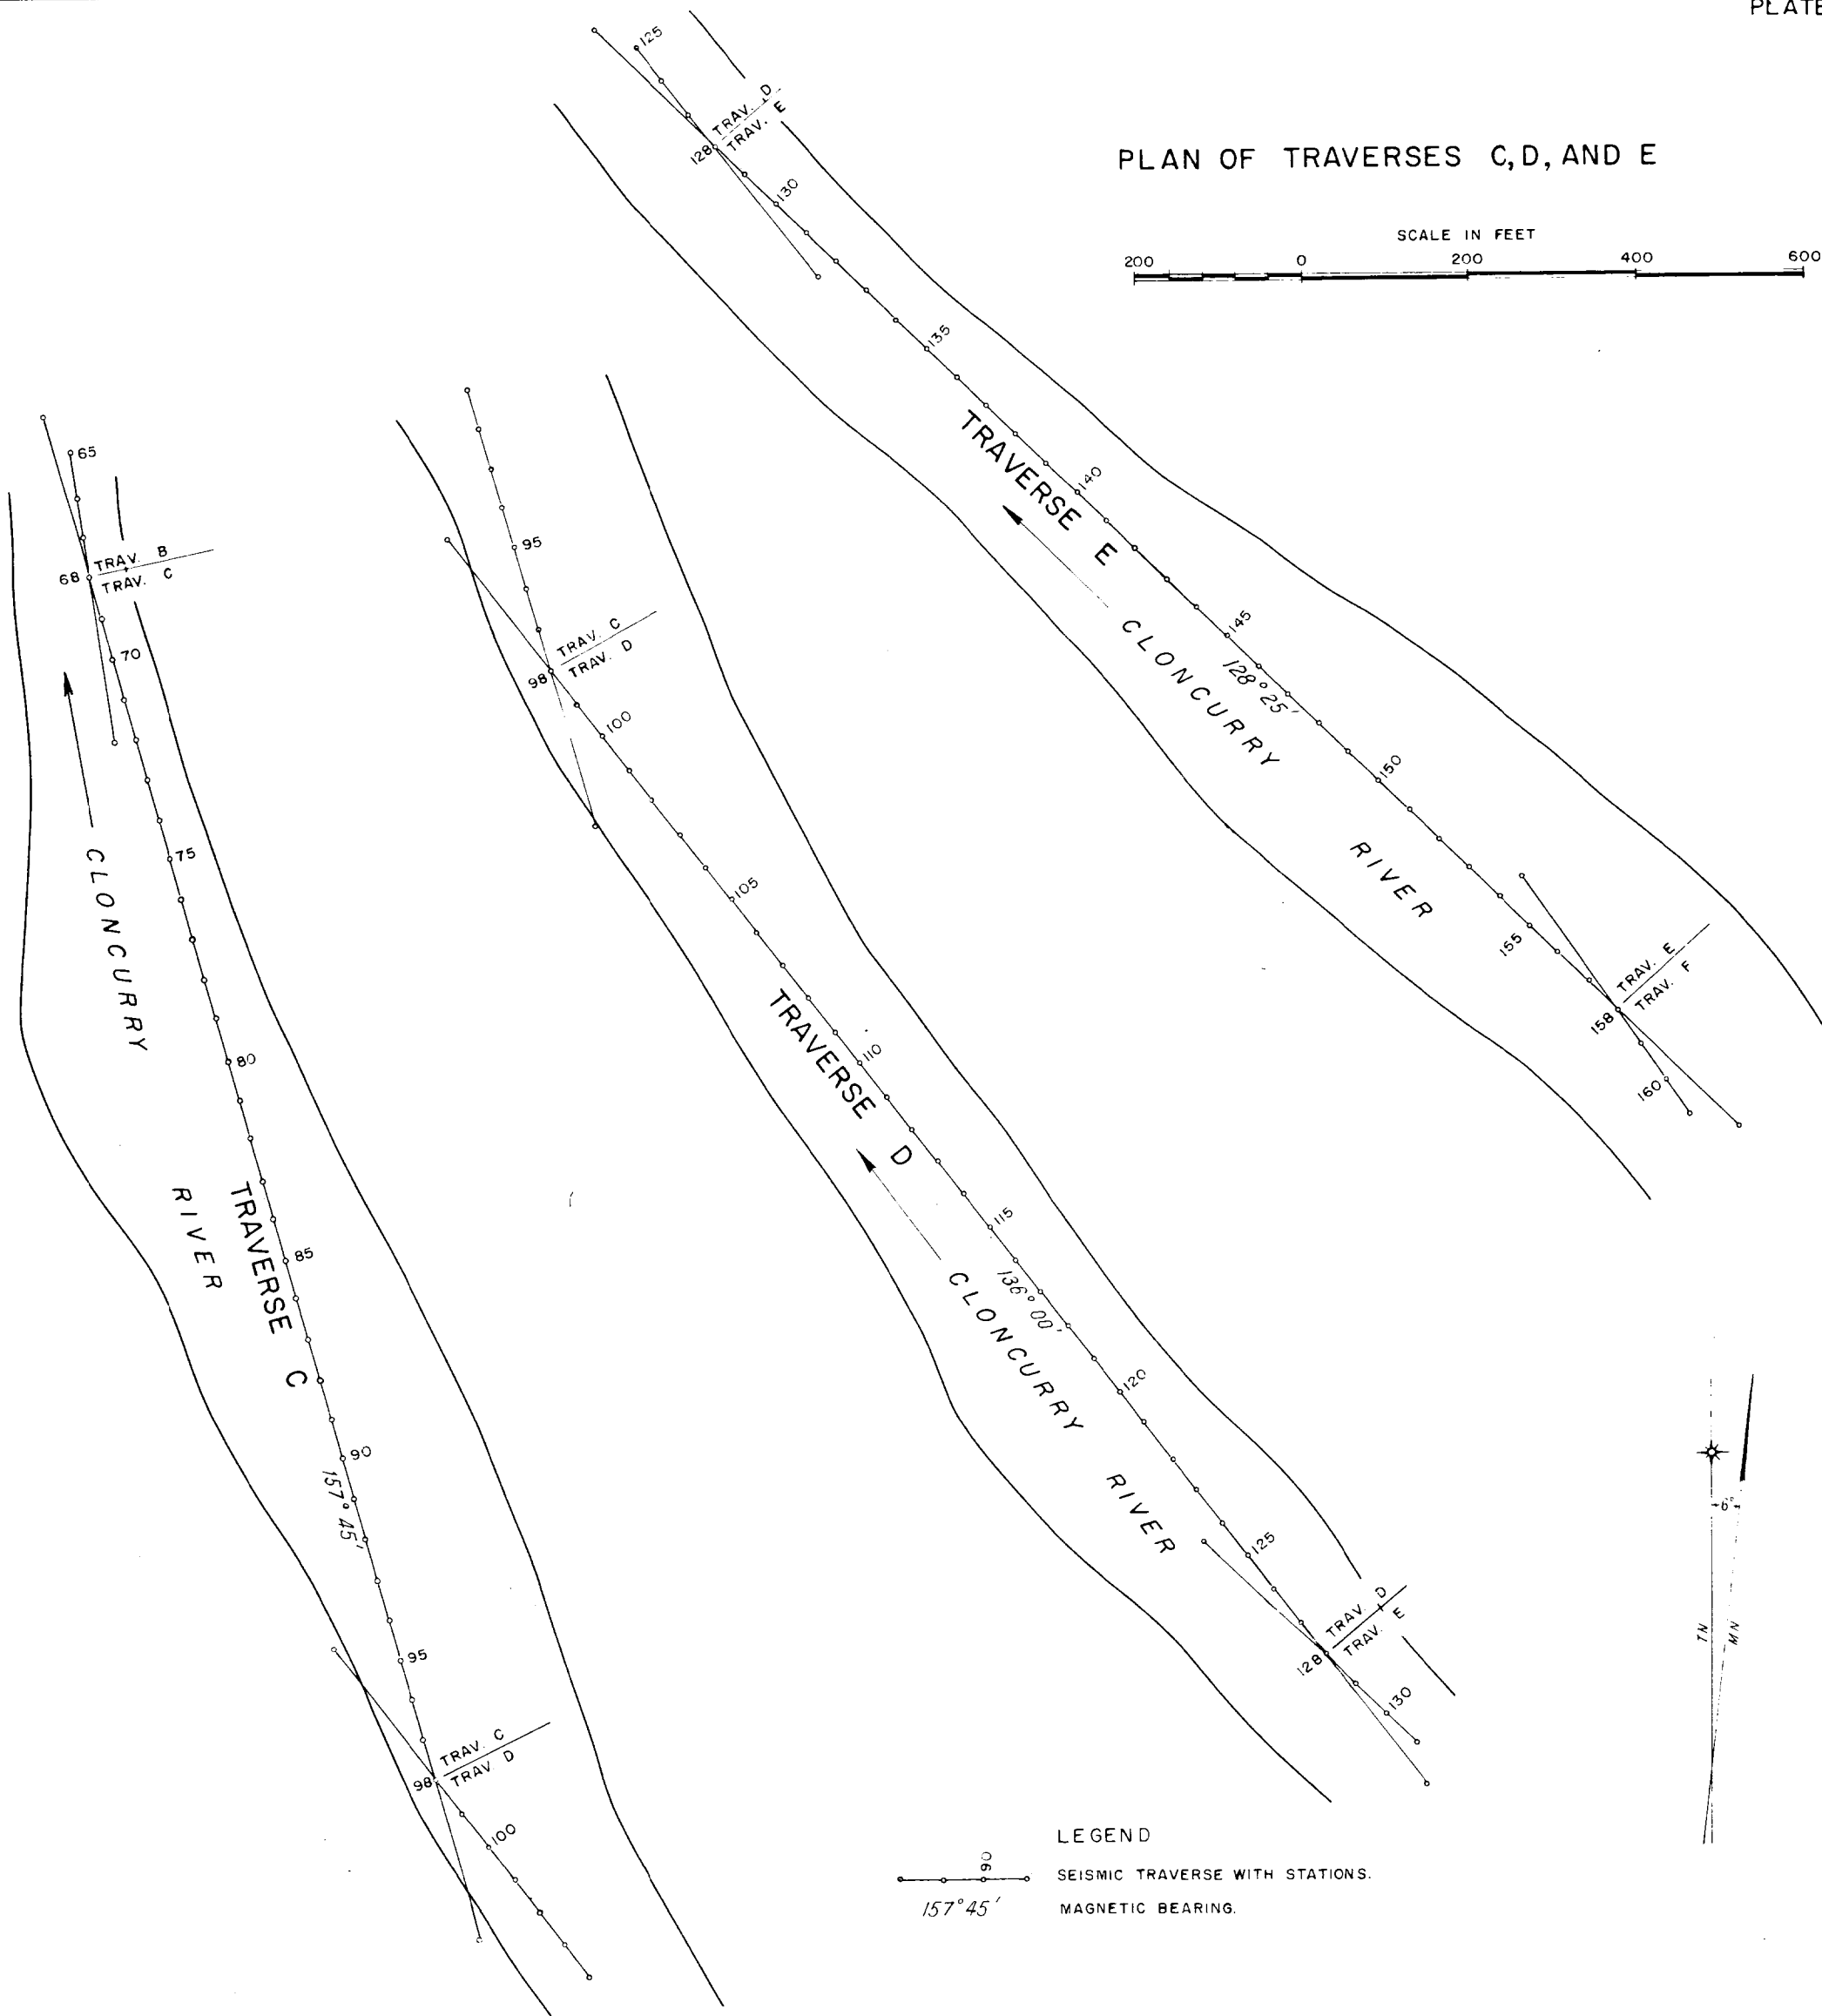 PLATE
PLAN OF TRAVERSES C, D, AND E
SCALE IN FEET
200 0 200 400 600
125
TRAV. D
TRAV. E
128
130
135
TRAVERSE E
140
145
128° 25'
CLONCURRY RIVER
150
155
TRAV. E
TRAV. F
158
160
65
TRAV. B
TRAV. C
68
70
75
CLONCURRY RIVER
80
TRAVERSE C
85
90
157° 45'
95
TRAV. C
TRAV. D
98
100
95
TRAV. C
TRAV. D
98
100
105
110
TRAVERSE D
115
136° 00'
CLONCURRY RIVER
120
125
TRAV. D
TRAV. E
128
130
6°
TN
MN
LEGEND
90
SEISMIC TRAVERSE WITH STATIONS.
157° 45' MAGNETIC BEARING.